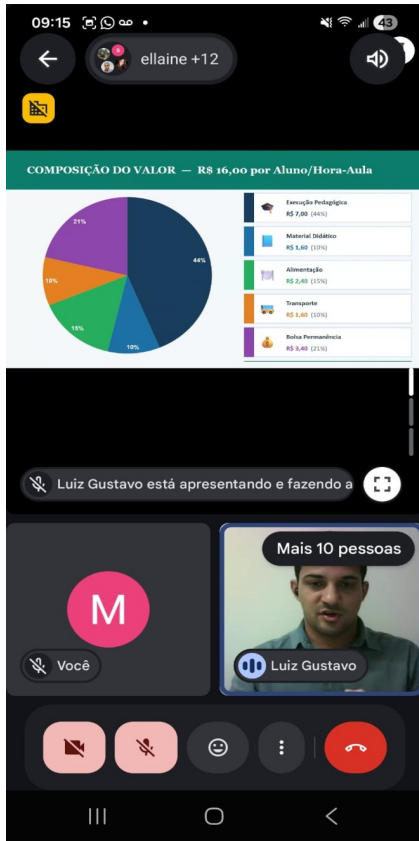 09:15
43
ellaine +12
S
COMPOSIÇÃO DO VALOR — R$ 16,00 por Aluno/Hora-Aula
21%
44%
10%
15%
10%
Execução Pedagógica
R$ 7,00 (44%)
Material Didático
R$ 1,60 (10%)
Alimentação
R$ 2,40 (15%)
Transporte
R$ 1,60 (10%)
Bolsa Permanência
R$ 3,40 (21%)
Luiz Gustavo está apresentando e fazendo a
Mais 10 pessoas
M
Você
Luiz Gustavo